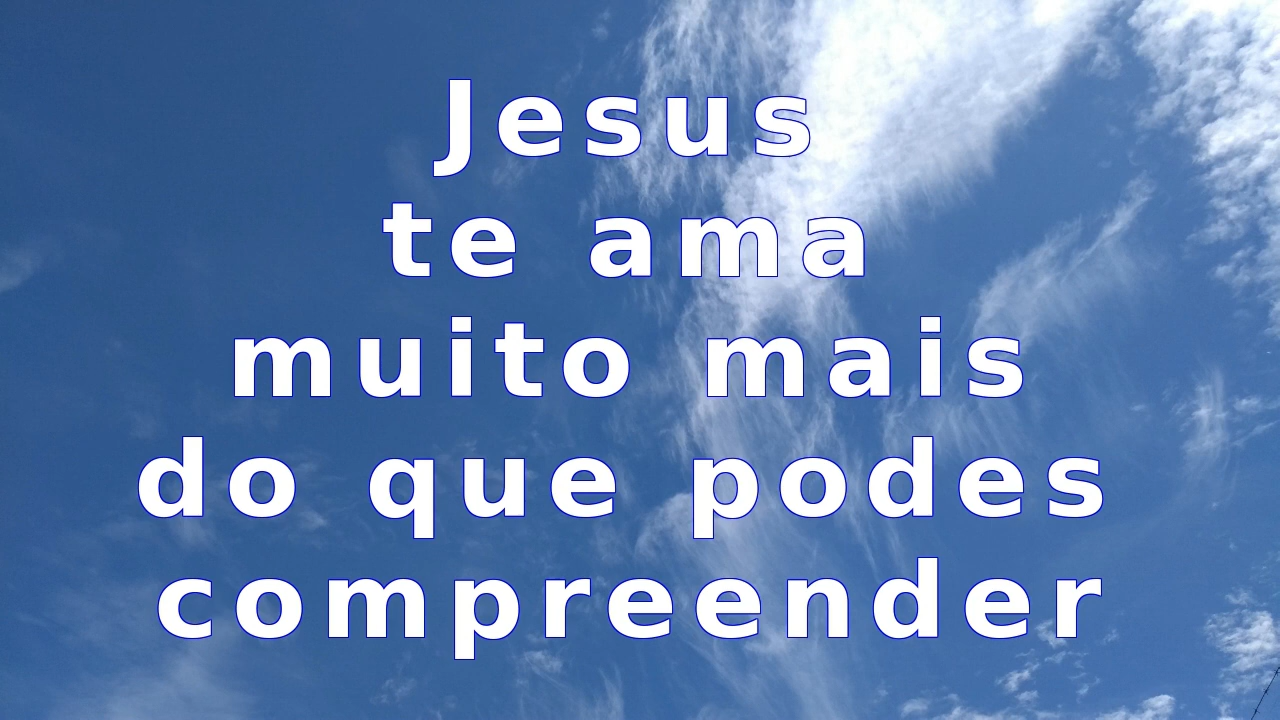 Jesus
te ama
muito mais
do que podes
compreender